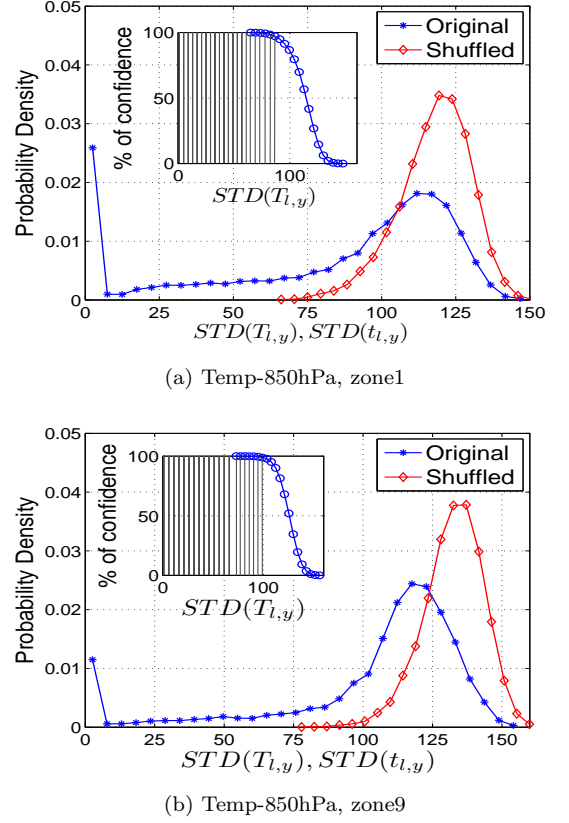 0.05
0.04
0.03
0.02
0.01
0
Probability Density
0 25 50 75 100 125 150
STD(T_{l,y}), STD(t_{l,y})
Original
Shuffled
100
50
0
% of confidence
0 100
STD(T_{l,y})
(a) Temp-850hPa, zone1
0.05
0.04
0.03
0.02
0.01
0
Probability Density
0 25 50 75 100 125 150
STD(T_{l,y}), STD(t_{l,y})
Original
Shuffled
100
50
0
% of confidence
0 100
STD(T_{l,y})
(b) Temp-850hPa, zone9